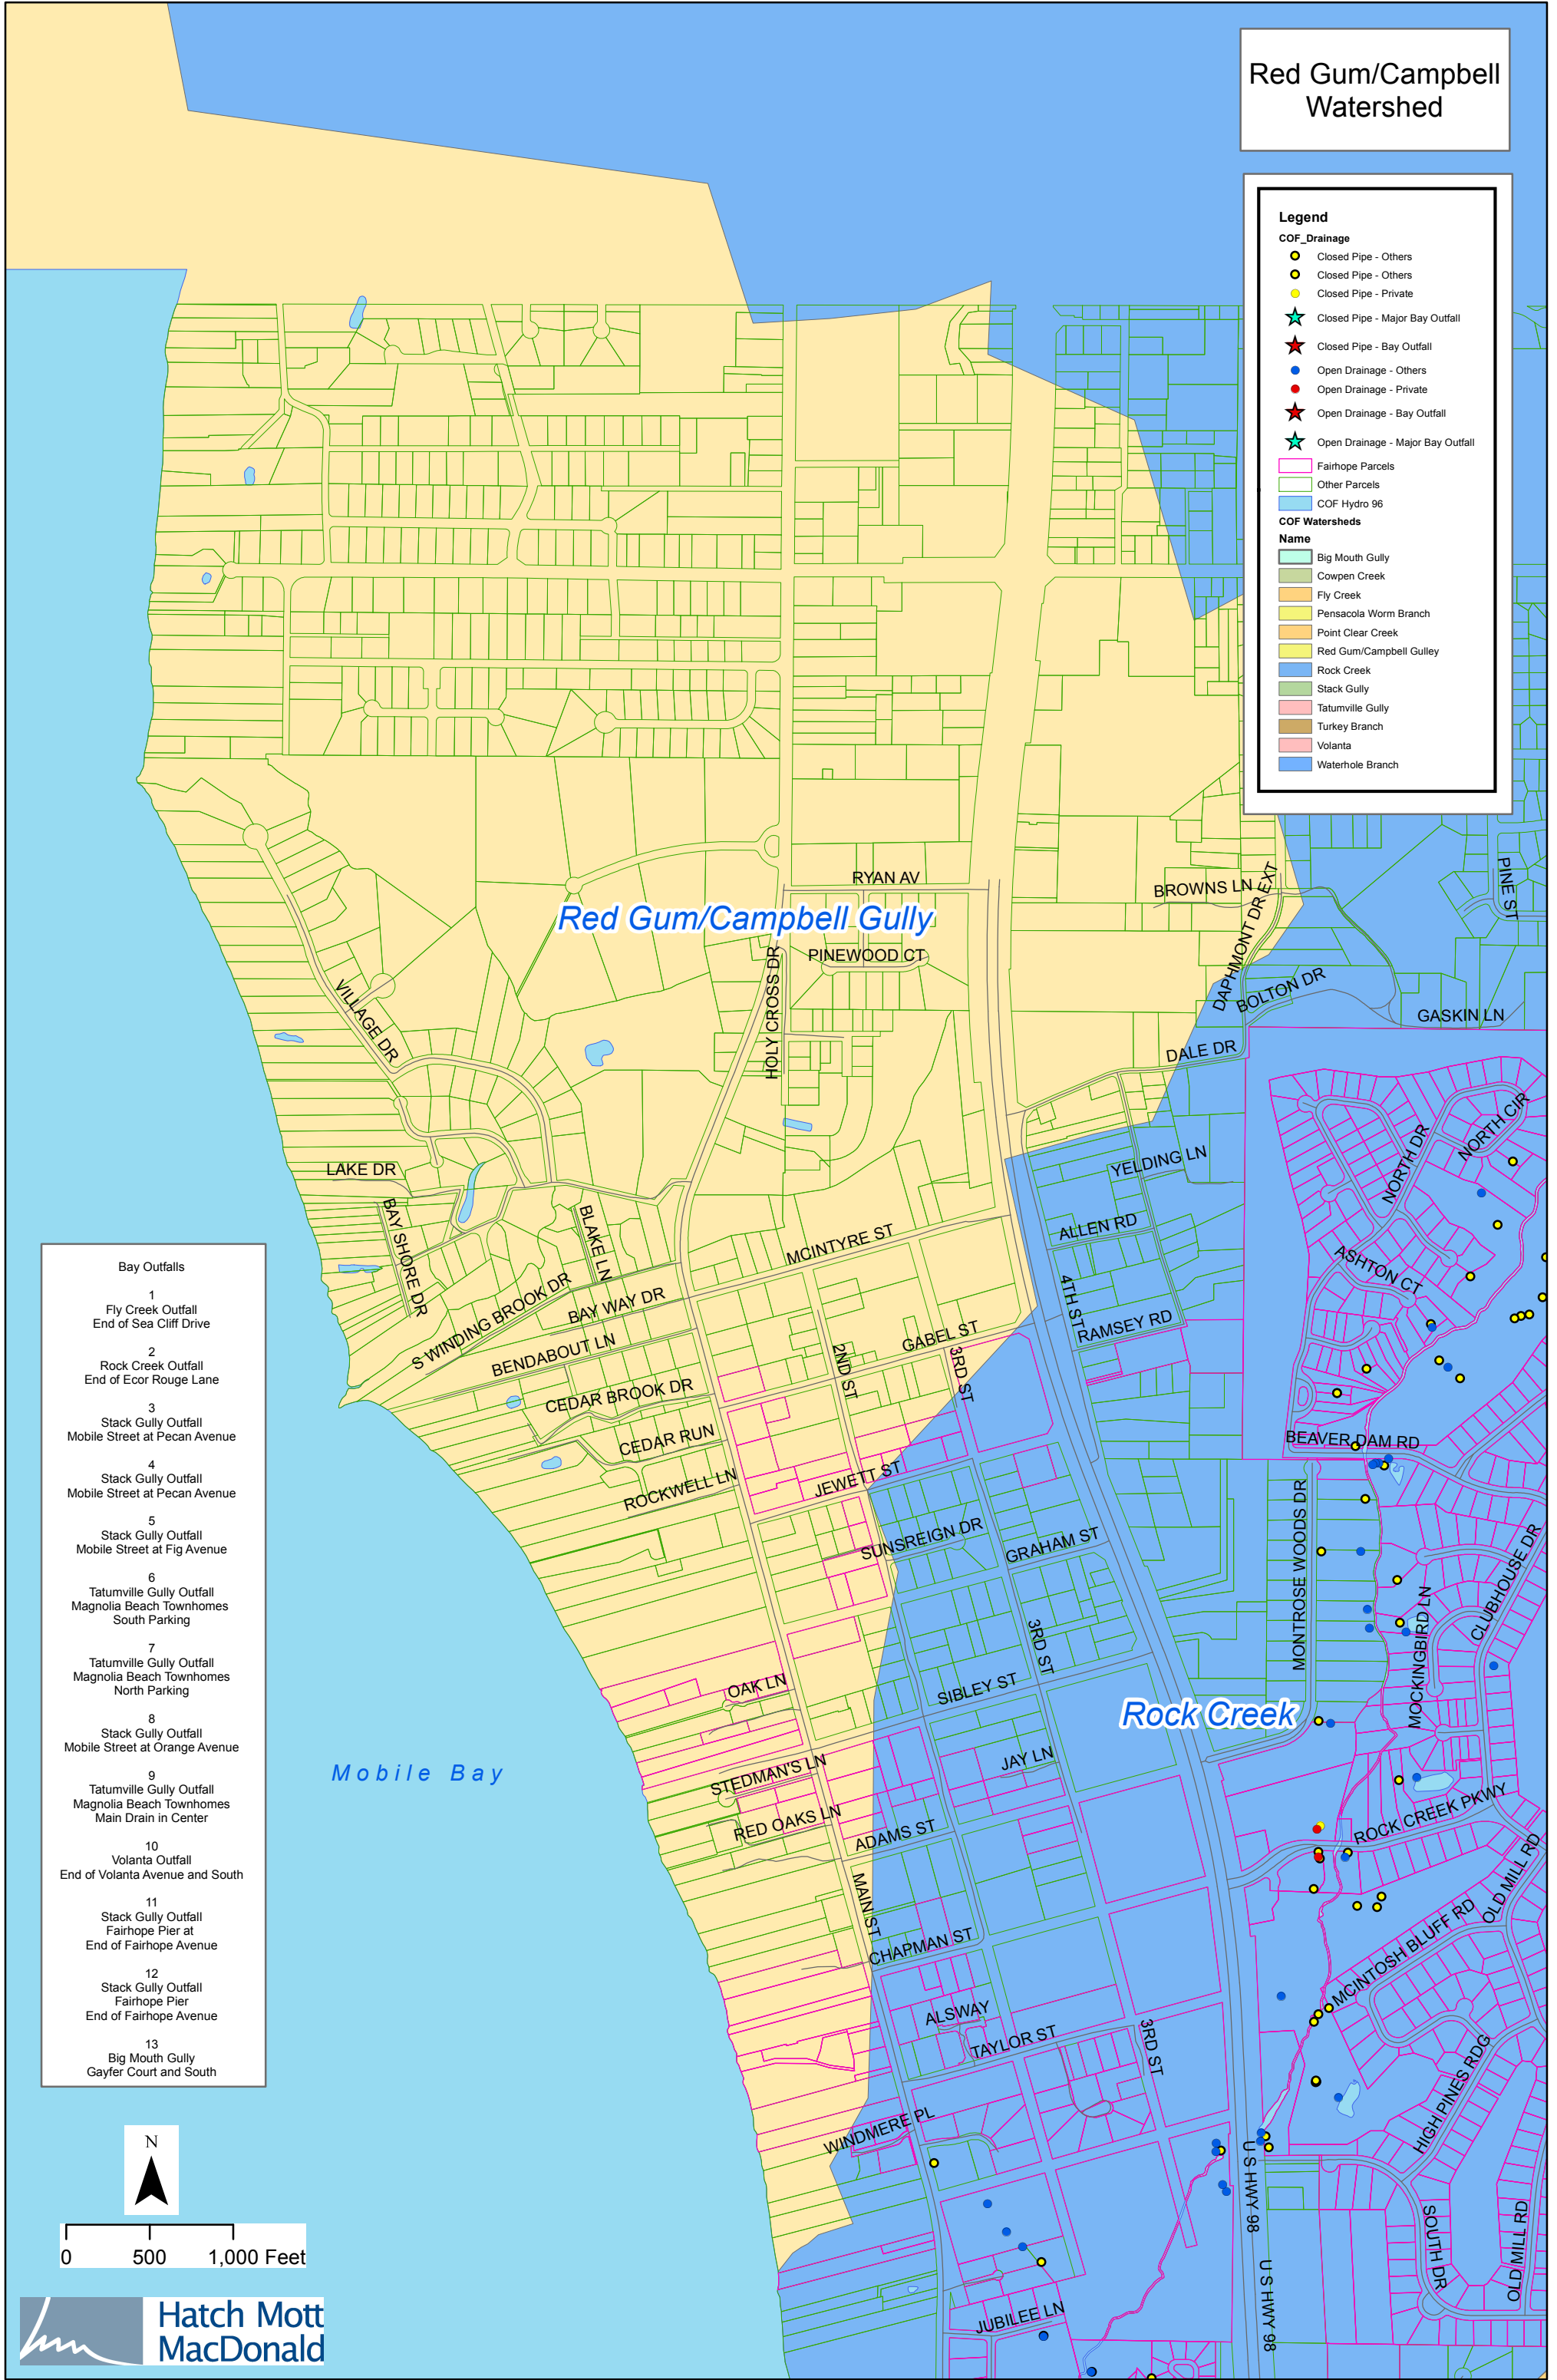 Red Gum/Campbell
Watershed
Legend
COF_Drainage
Closed Pipe - Others
Closed Pipe - Others
Closed Pipe - Private
Closed Pipe - Major Bay Outfall
Closed Pipe - Bay Outfall
Open Drainage - Others
Open Drainage - Private
Open Drainage - Bay Outfall
Open Drainage - Major Bay Outfall
Fairhope Parcels
Other Parcels
COF Hydro 96
COF Watersheds
Name
Big Mouth Gully
Cowpen Creek
Fly Creek
Pensacola Worm Branch
Point Clear Creek
Red Gum/Campbell Gulley
Rock Creek
Stack Gully
Tatumville Gully
Turkey Branch
Volanta
Waterhole Branch
RYAN AV
BROWNS LN
DAPHMONT DR EXT
PINE ST
Red Gum/Campbell Gully
PINEWOOD CT
HOLY CROSS DR
VILLAGE DR
BOLTON DR
GASKIN LN
DALE DR
NORTH CIR
NORTH DR
LAKE DR
YELDING LN
BAY SHORE DR
BLAKE LN
MCINTYRE ST
ALLEN RD
ASHTON CT
4TH ST
S WINDING BROOK DR
BAY WAY DR
RAMSEY RD
BENDABOUT LN
GABEL ST
2ND ST
3RD ST
CEDAR BROOK DR
CEDAR RUN
BEAVER DAM RD
JEWETT ST
ROCKWELL LN
SUNSREIGN DR
GRAHAM ST
MONTROSE WOODS DR
CLUBHOUSE DR
MOCKINGBIRD LN
3RD ST
OAK LN
SIBLEY ST
Rock Creek
STEDMAN'S LN
JAY LN
RED OAKS LN
ADAMS ST
ROCK CREEK PKWY
OLD MILL RD
MAIN ST
CHAPMAN ST
MCINTOSH BLUFF RD
ALSWAY
TAYLOR ST
3RD ST
HIGH PINES RDG
WINDMERE PL
U S HWY 98
SOUTH DR
OLD MILL RD
U S HWY 98
JUBILEE LN
Mobile Bay
Bay Outfalls
1
Fly Creek Outfall
End of Sea Cliff Drive
2
Rock Creek Outfall
End of Ecor Rouge Lane
3
Stack Gully Outfall
Mobile Street at Pecan Avenue
4
Stack Gully Outfall
Mobile Street at Pecan Avenue
5
Stack Gully Outfall
Mobile Street at Fig Avenue
6
Tatumville Gully Outfall
Magnolia Beach Townhomes
South Parking
7
Tatumville Gully Outfall
Magnolia Beach Townhomes
North Parking
8
Stack Gully Outfall
Mobile Street at Orange Avenue
9
Tatumville Gully Outfall
Magnolia Beach Townhomes
Main Drain in Center
10
Volanta Outfall
End of Volanta Avenue and South
11
Stack Gully Outfall
Fairhope Pier at
End of Fairhope Avenue
12
Stack Gully Outfall
Fairhope Pier
End of Fairhope Avenue
13
Big Mouth Gully
Gayfer Court and South
N
0 500 1,000 Feet
Hatch Mott
MacDonald